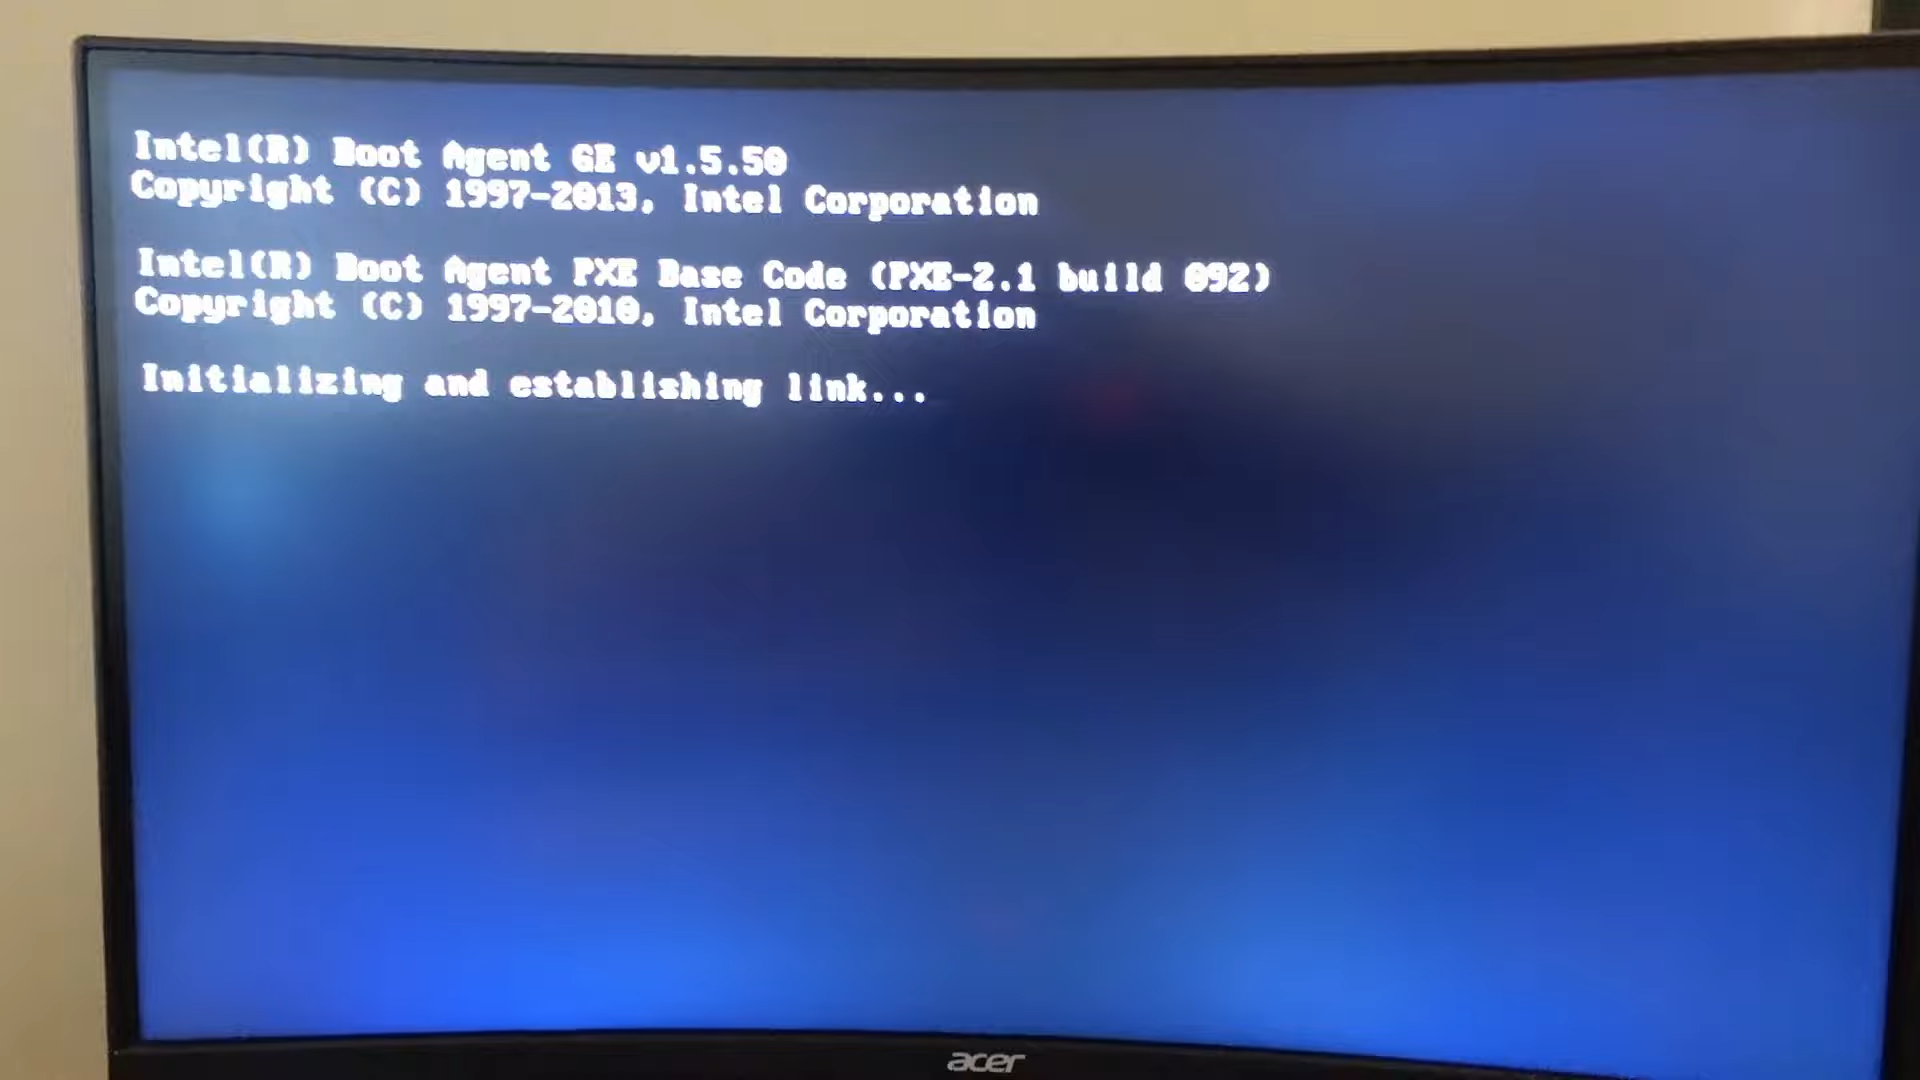 Intel(R) Boot Agent GE v1.5.50
Copyright (C) 1997-2013, Intel Corporation
Intel(R) Boot Agent PXE Base Code (PXE-2.1 build 092)
Copyright (C) 1997-2010, Intel Corporation
Initializing and establishing link...
acer